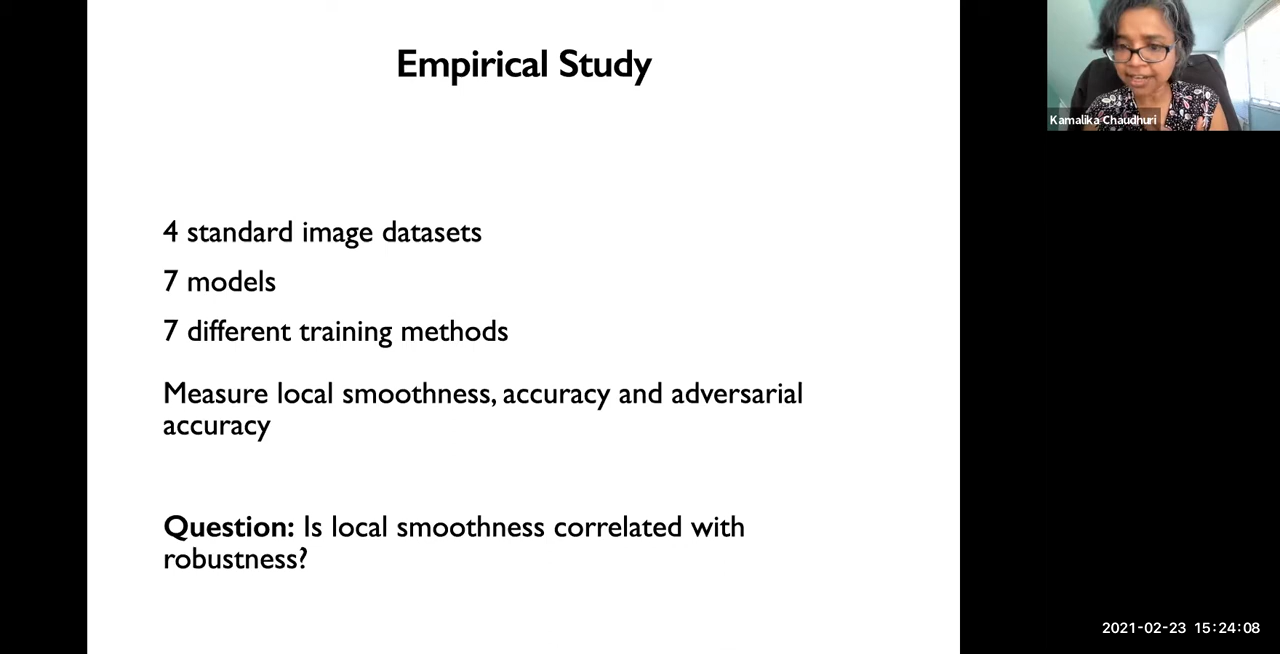 Empirical Study
Kamalika Chaudhuri
4 standard image datasets
7 models
7 different training methods
Measure local smoothness, accuracy and adversarial
accuracy
Question: Is local smoothness correlated with
robustness?
2021-02-23 15:24:08